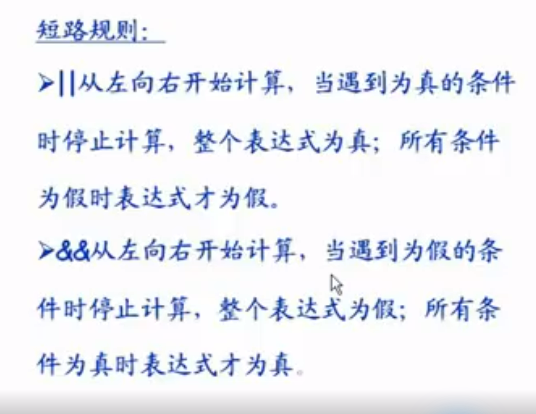 短路规则：
➢||从左向右开始计算，当遇到为真的条件
时停止计算，整个表达式为真；所有条件
为假时表达式才为假。
➢&&从左向右开始计算，当遇到为假的条
件时停止计算，整个表达式为假；所有条
件为真时表达式才为真。